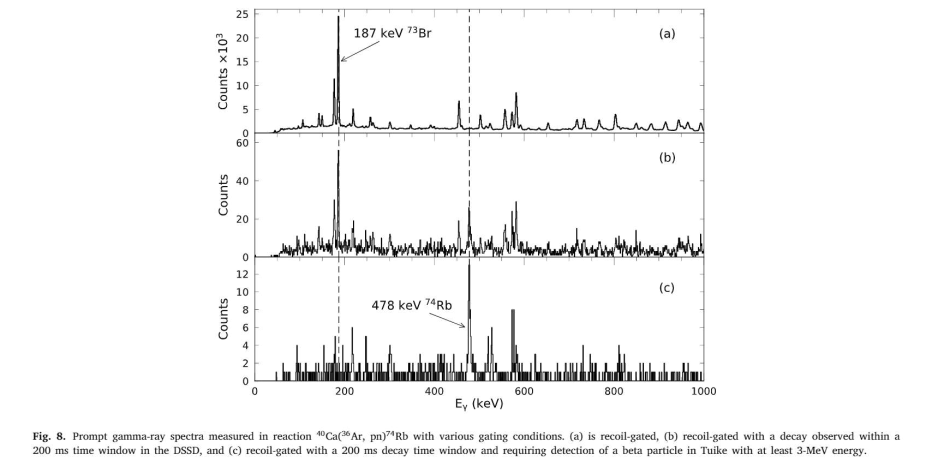 25
20
15
10
5
0
Counts ×10³
187 keV ⁷³Br
(a)
60
40
20
0
Counts
(b)
12
10
8
6
4
2
0
Counts
478 keV ⁷⁴Rb
(c)
0 200 400 600 800 1000
Eγ (keV)
Fig. 8. Prompt gamma-ray spectra measured in reaction ⁴⁰Ca(³⁶Ar, pn)⁷⁴Rb with various gating conditions. (a) is recoil-gated, (b) recoil-gated with a decay observed within a
200 ms time window in the DSSD, and (c) recoil-gated with a 200 ms decay time window and requiring detection of a beta particle in Tuike with at least 3-MeV energy.